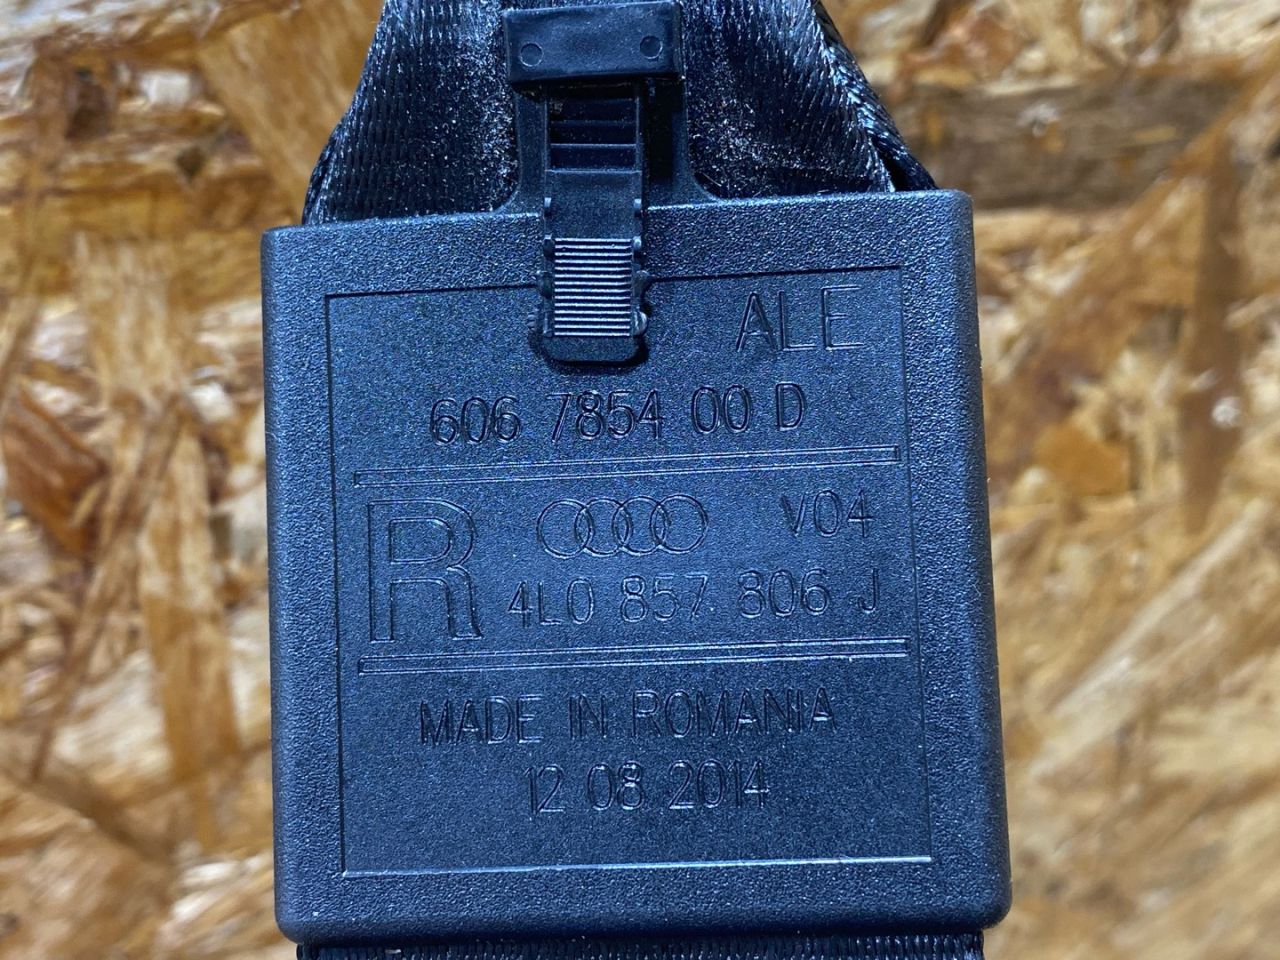 ALE
606 7854 00 D
R V04
4L0 857 806 J
MADE IN ROMANIA
12 08 2014